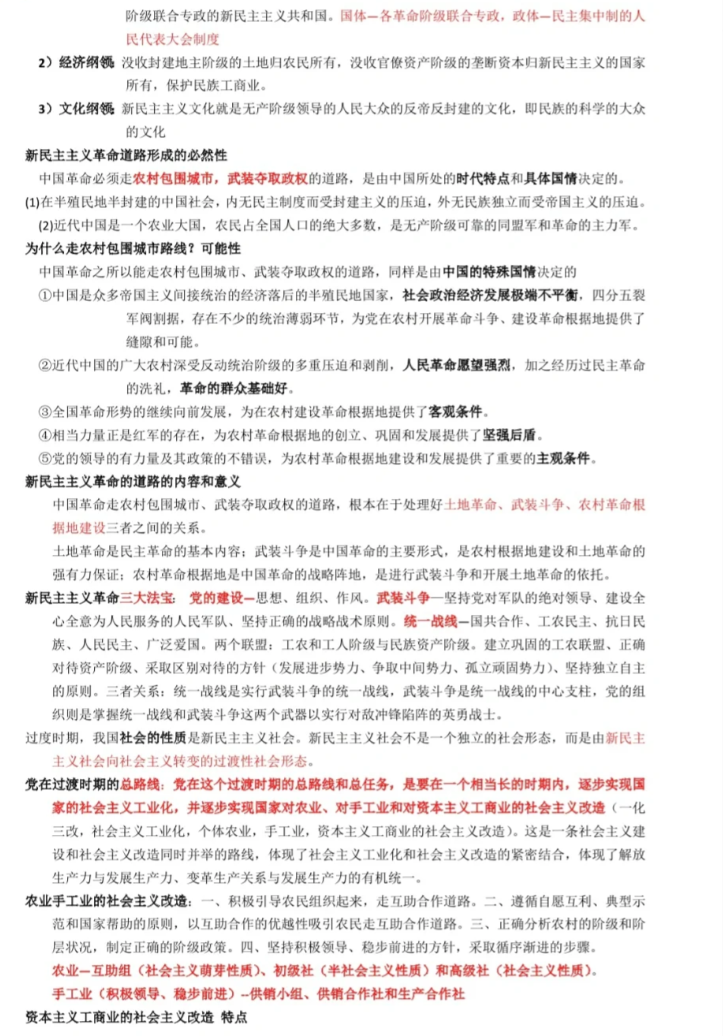 阶级联合专政的新民主主义共和国。国体—各革命阶级联合专政，政体—民主集中制的人
民代表大会制度
2）经济纲领: 没收封建地主阶级的土地归农民所有，没收官僚资产阶级的垄断资本归新民主主义的国家
所有，保护民族工商业。
3）文化纲领: 新民主主义文化就是无产阶级领导的人民大众的反帝反封建的文化，即民族的科学的大众
的文化
新民主主义革命道路形成的必然性
中国革命必须走农村包围城市，武装夺取政权的道路，是由中国所处的时代特点和具体国情决定的。
(1)在半殖民地半封建的中国社会，内无民主制度而受封建主义的压迫，外无民族独立而受帝国主义的压迫。
(2)近代中国是一个农业大国，农民占全国人口的绝大多数，是无产阶级可靠的同盟军和革命的主力军。
为什么走农村包围城市路线？可能性
中国革命之所以能走农村包围城市、武装夺取政权的道路，同样是由中国的特殊国情决定的
①中国是众多帝国主义间接统治的经济落后的半殖民地国家，社会政治经济发展极端不平衡，四分五裂
军阀割据，存在不少的统治薄弱环节，为党在农村开展革命斗争、建设革命根据地提供了
缝隙和可能。
②近代中国的广大农村深受反动统治阶级的多重压迫和剥削，人民革命愿望强烈，加之经历过民主革命
的洗礼，革命的群众基础好。
③全国革命形势的继续向前发展，为在农村建设革命根据地提供了客观条件。
④相当力量正是红军的存在，为农村革命根据地的创立、巩固和发展提供了坚强后盾。
⑤党的领导的有力量及其政策的不错误，为农村革命根据地建设和发展提供了重要的主观条件。
新民主主义革命的道路的内容和意义
中国革命走农村包围城市、武装夺取政权的道路，根本在于处理好土地革命、武装斗争、农村革命根
据地建设三者之间的关系。
土地革命是民主革命的基本内容；武装斗争是中国革命的主要形式，是农村根据地建设和土地革命的
强有力保证；农村革命根据地是中国革命的战略阵地，是进行武装斗争和开展土地革命的依托。
新民主主义革命三大法宝: 党的建设—思想、组织、作风。武装斗争—坚持党对军队的绝对领导、建设全
心全意为人民服务的人民军队、坚持正确的战略战术原则。统一战线—国共合作、工农民主、抗日民
族、人民民主、广泛爱国。两个联盟：工农和工人阶级与民族资产阶级。建立巩固的工农联盟、正确
对待资产阶级、采取区别对待的方针（发展进步势力、争取中间势力、孤立顽固势力）、坚持独立自主
的原则。三者关系：统一战线是实行武装斗争的统一战线，武装斗争是统一战线的中心支柱，党的组
织则是掌握统一战线和武装斗争这两个武器以实行对敌冲锋陷阵的英勇战士。
过度时期，我国社会的性质是新民主主义社会。新民主主义社会不是一个独立的社会形态，而是由新民主
主义社会向社会主义转变的过渡性社会形态。
党在过渡时期的总路线：党在这个过渡时期的总路线和总任务，是要在一个相当长的时期内，逐步实现国
家的社会主义工业化，并逐步实现国家对农业、对手工业和对资本主义工商业的社会主义改造（一化
三改，社会主义工业化，个体农业，手工业，资本主义工商业的社会主义改造）。这是一条社会主义建
设和社会主义改造同时并举的路线，体现了社会主义工业化和社会主义改造的紧密结合，体现了解放
生产力与发展生产力、变革生产关系与发展生产力的有机统一。
农业手工业的社会主义改造：一、积极引导农民组织起来，走互助合作道路。二、遵循自愿互利、典型示
范和国家帮助的原则，以互助合作的优越性吸引农民走互助合作道路。三、正确分析农村的阶级和阶
层状况，制定正确的阶级政策。四、坚持积极领导、稳步前进的方针，采取循序渐进的步骤。
农业—互助组（社会主义萌芽性质）、初级社（半社会主义性质）和高级社（社会主义性质）。
手工业（积极领导、稳步前进）--供销小组、供销合作社和生产合作社
资本主义工商业的社会主义改造 特点